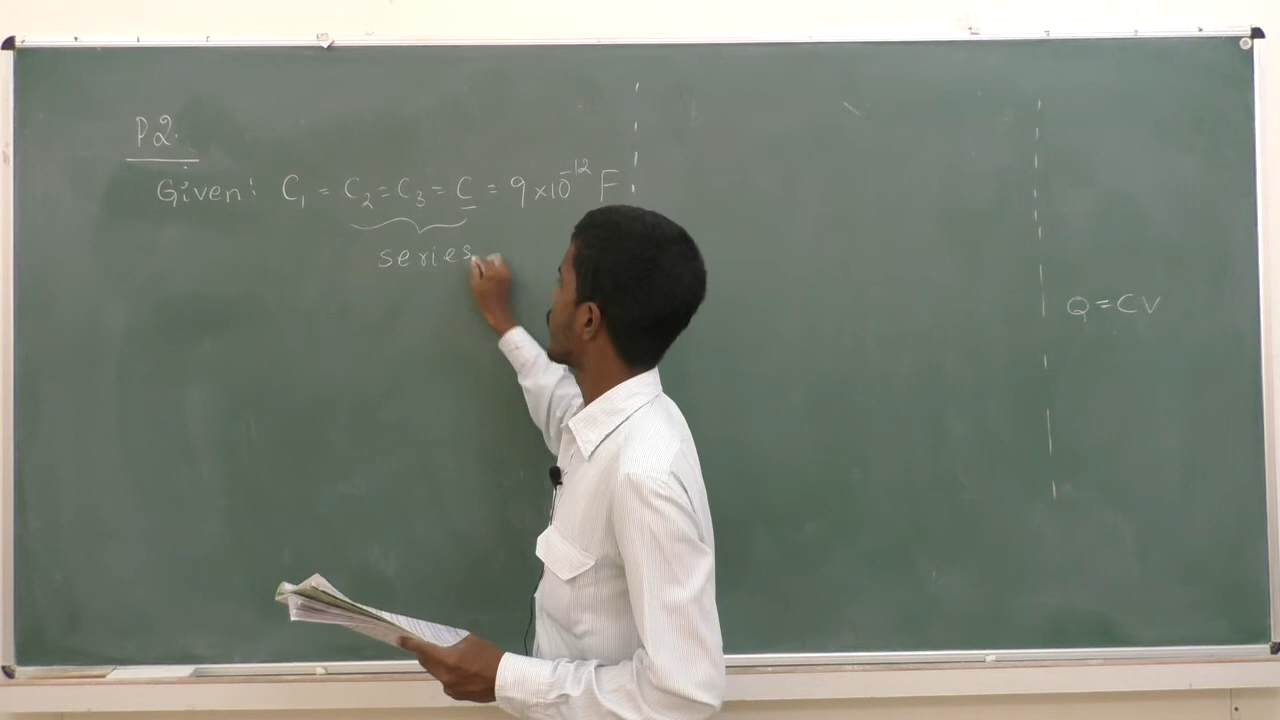 P2.
Given: C₁ = C₂ = C₃ = C = 9 × 10⁻¹² F
series
Q = CV